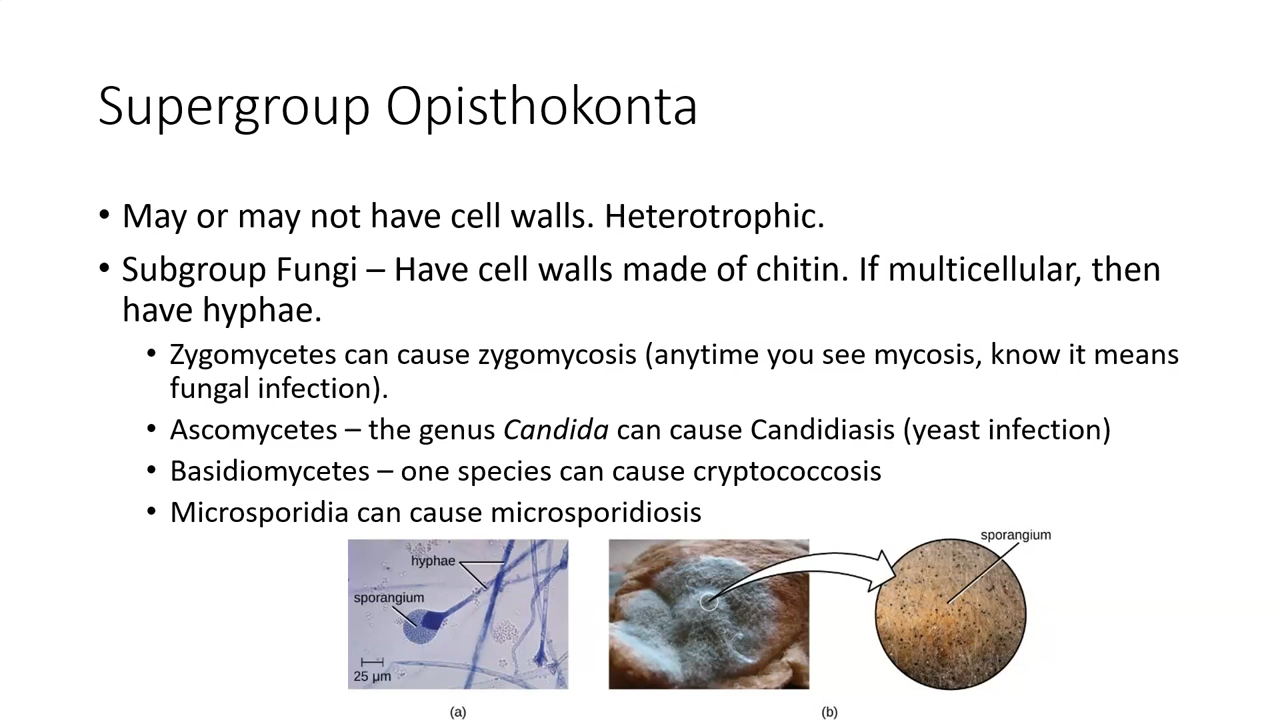 Supergroup Opisthokonta
• May or may not have cell walls. Heterotrophic.
• Subgroup Fungi – Have cell walls made of chitin. If multicellular, then
have hyphae.
• Zygomycetes can cause zygomycosis (anytime you see mycosis, know it means
fungal infection).
• Ascomycetes – the genus Candida can cause Candidiasis (yeast infection)
• Basidiomycetes – one species can cause cryptococcosis
• Microsporidia can cause microsporidiosis
hyphae
sporangium
25 μm
(a)
sporangium
(b)